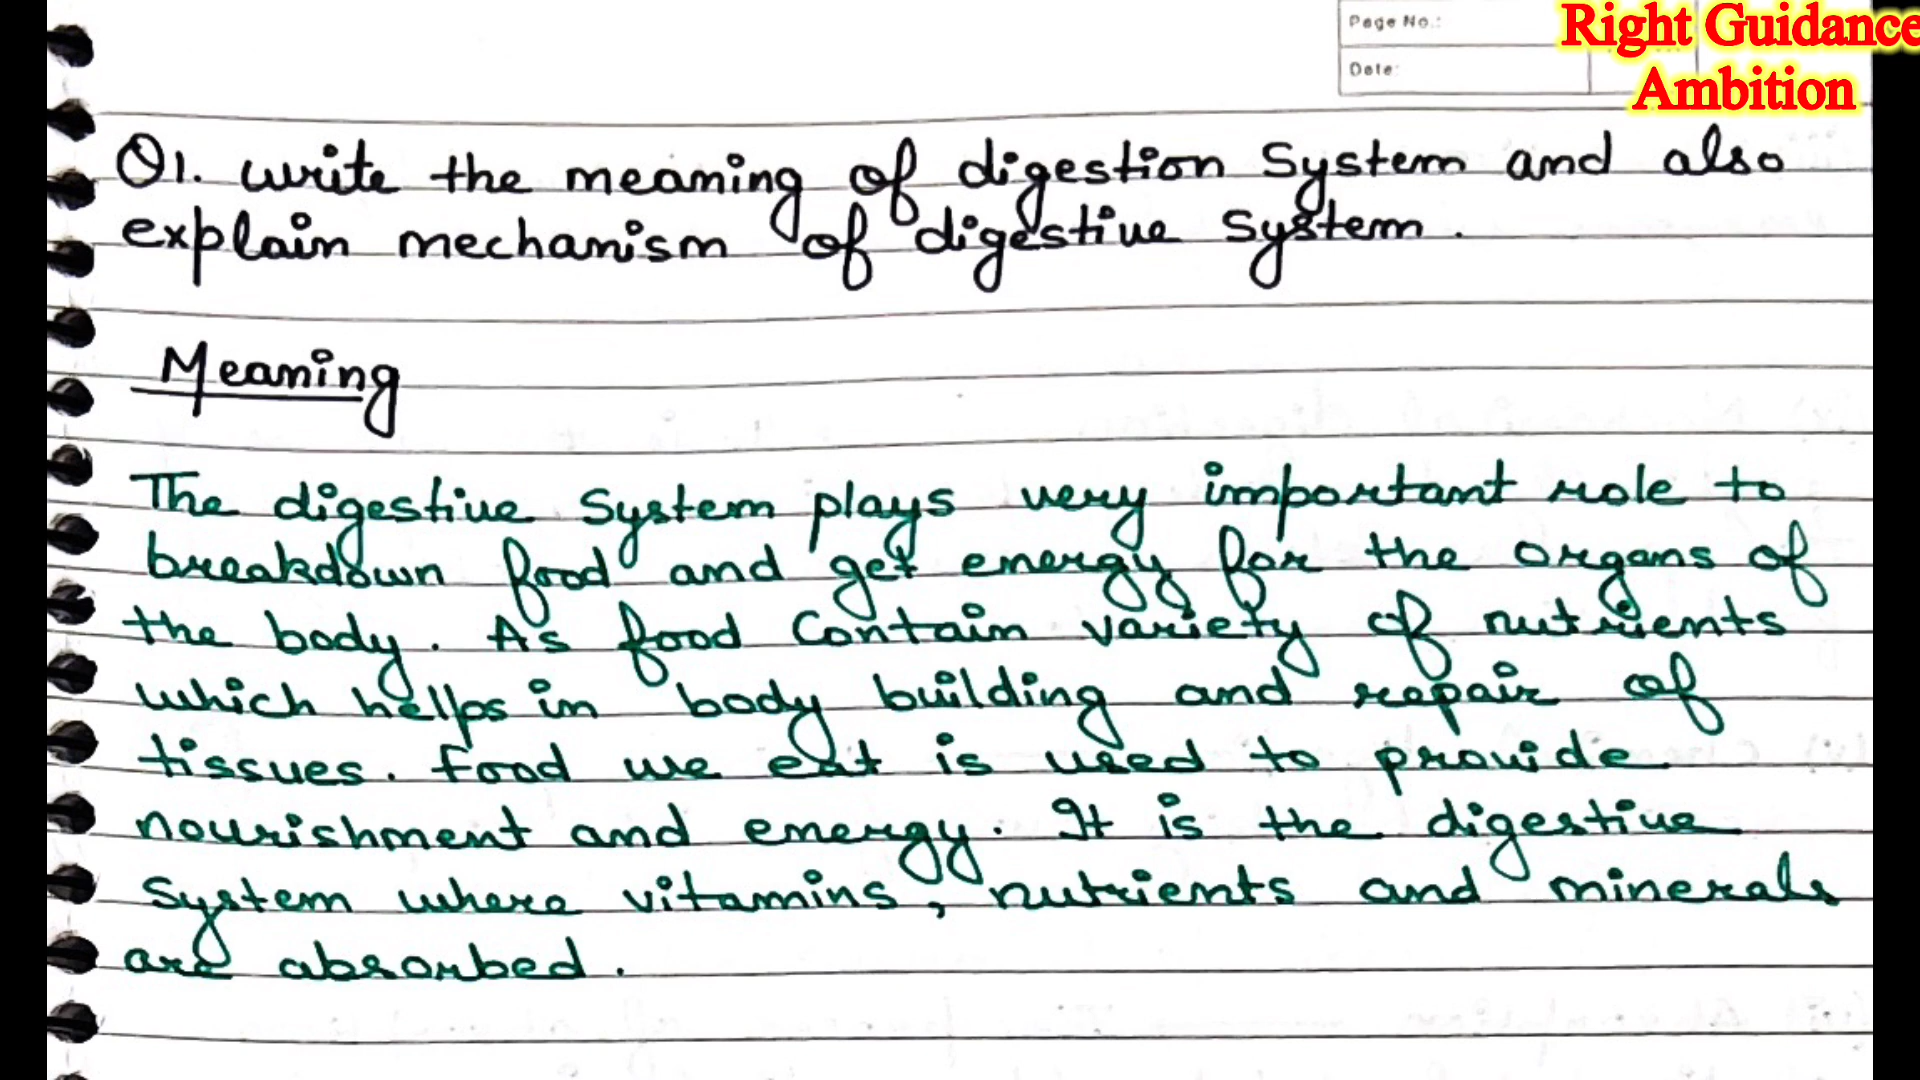 Page No.:
Date:
Right Guidance
Ambition
Q1. write the meaning of digestion System and also
explain mechanism of digestive system.
Meaning
The digestive System plays very important role to
breakdown food and get energy for the organs of
the body. As food Contain variety of nutrients
which helps in body building and repair of
tissues. food we eat is used to provide
nourishment and energy. It is the digestive
System where vitamins, nutrients and minerals
are absorbed.